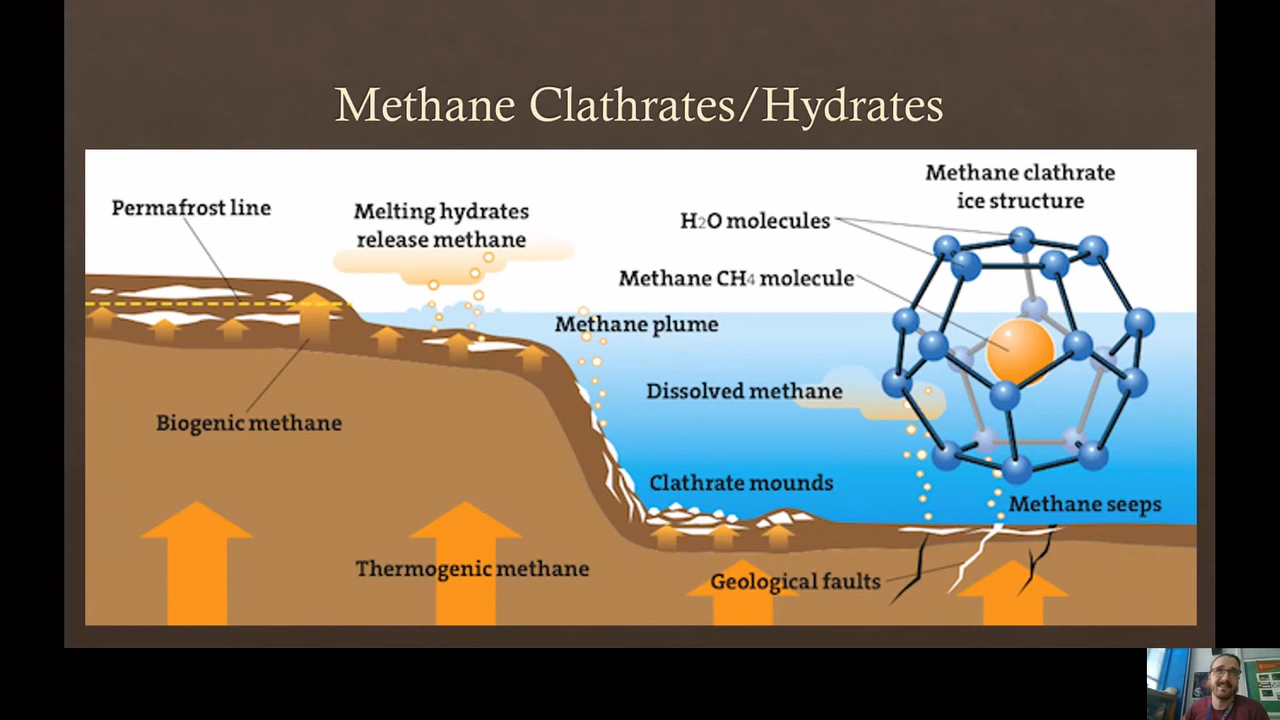 Methane Clathrates/Hydrates
Permafrost line
Melting hydrates
release methane
Methane clathrate
ice structure
H2O molecules
Methane CH4 molecule
Methane plume
Dissolved methane
Biogenic methane
Clathrate mounds
Methane seeps
Thermogenic methane
Geological faults